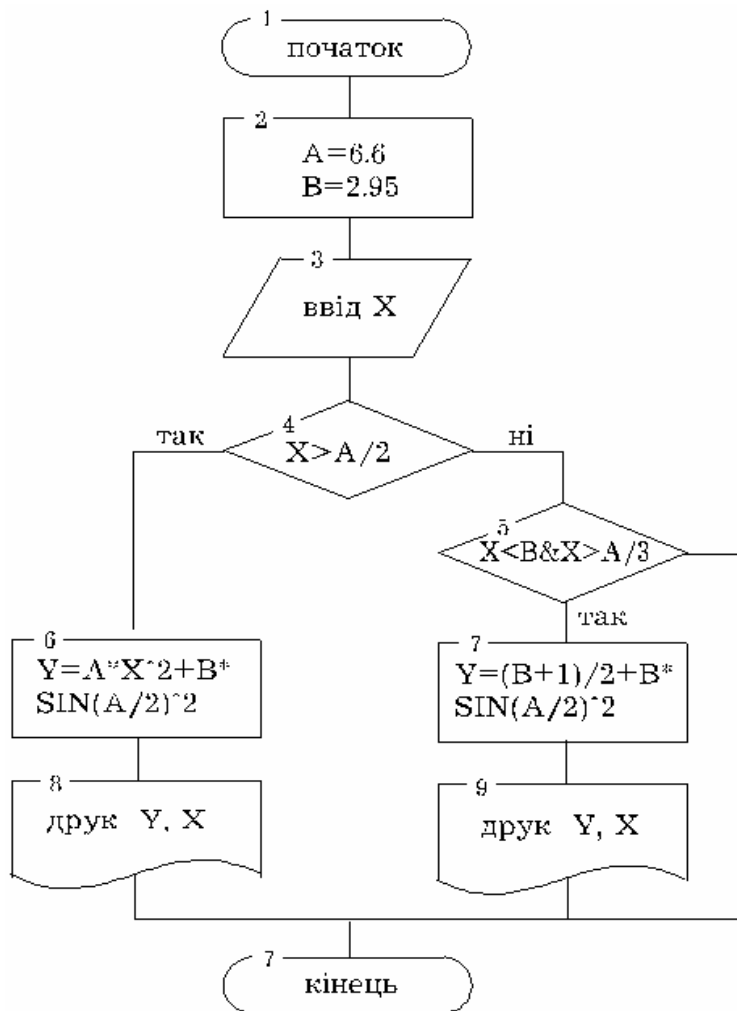 1
початок
2
A=6.6
B=2.95
3
ввід X
4
так
X>A/2
ні
5
X<B&X>A/3
так
6
Y=A*X^2+B*
SIN(A/2)^2
7
Y=(B+1)/2+B*
SIN(A/2)^2
8
друк Y, X
9
друк Y, X
7
кінець